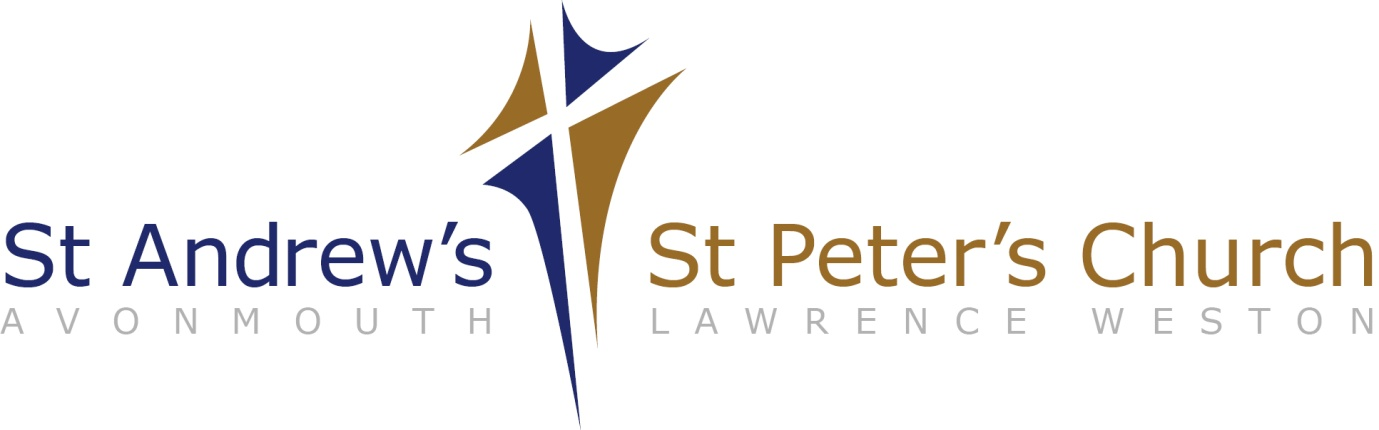 St Andrew’s
AVONMOUTH
St Peter’s Church
LAWRENCE WESTON